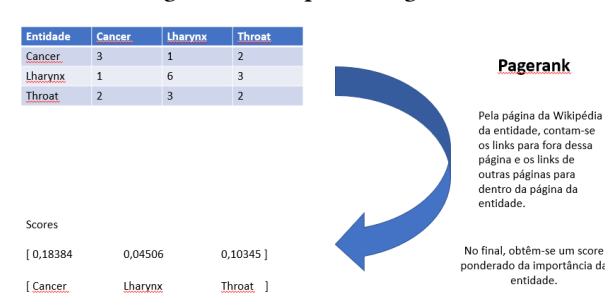 Entidade Cancer Lharynx Throat
Cancer 3 1 2
Lharynx 1 6 3
Throat 2 3 2
Pagerank
Pela página da Wikipédia
da entidade, contam-se
os links para fora dessa
página e os links de
outras páginas para
dentro da página da
entidade.
Scores
[ 0,18384 0,04506 0,10345 ]
[ Cancer Lharynx Throat ]
No final, obtêm-se um score
ponderado da importância da
entidade.